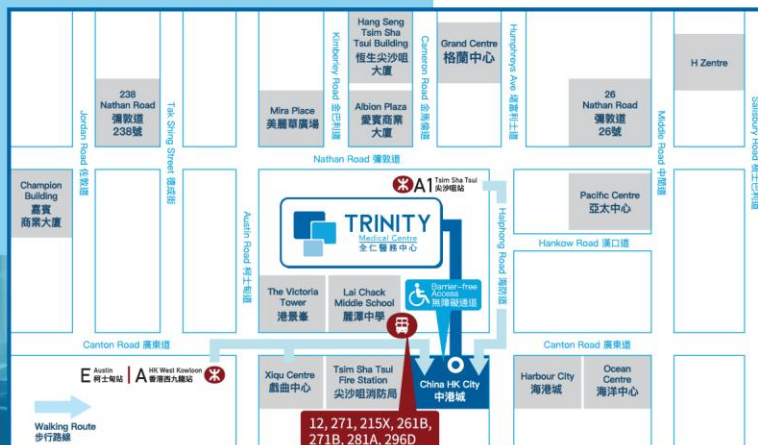 Hang Seng
Tsim Sha
Tsui Building
恆生尖沙咀
大廈
Grand Centre
格蘭中心
H Zentre
238
Nathan Road
彌敦道
238號
Mira Place
美麗華廣場
Albion Plaza
愛賓商業
大廈
26
Nathan Road
彌敦道
26號
Jordan Road 佐敦道
Tak Shing Street 德成街
Kimberley Road 金巴利道
Cameron Road 金馬倫道
Humphreys Ave 堪富利士道
Middle Road 中間道
Salisbury Road 梳士巴利道
Nathan Road 彌敦道
Champion
Building
嘉賓
商業大廈
A1 Tsim Sha Tsui
尖沙咀站
Pacific Centre
亞太中心
TRINITY
Medical Centre
全仁醫務中心
Austin Road 柯士甸道
Haiphong Road 海防道
Hankow Road 漢口道
The Victoria
Tower
港景峯
Lai Chack
Middle School
麗澤中學
Barrier-free
Access
無障礙通道
Canton Road 廣東道
Canton Road 廣東道
E Austin
柯士甸站
A HK West Kowloon
香港西九龍站
Xiqu Centre
戲曲中心
Tsim Sha Tsui
Fire Station
尖沙咀消防局
China HK City
中港城
Harbour City
海港城
Ocean
Centre
海洋中心
Walking Route
步行路線
12, 271, 215X, 261B,
271B, 281A, 296D